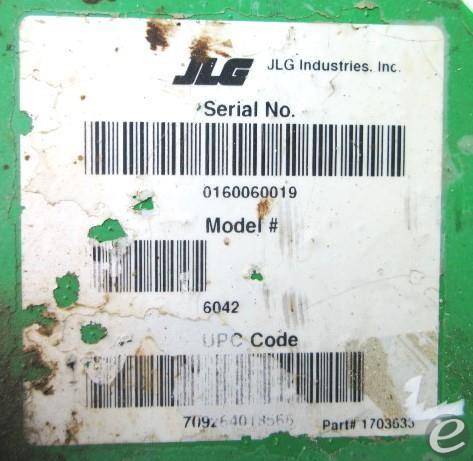 JLG JLG Industries, Inc.
Serial No.
0160060019
Model #
6042
UPC Code
Part# 1703633